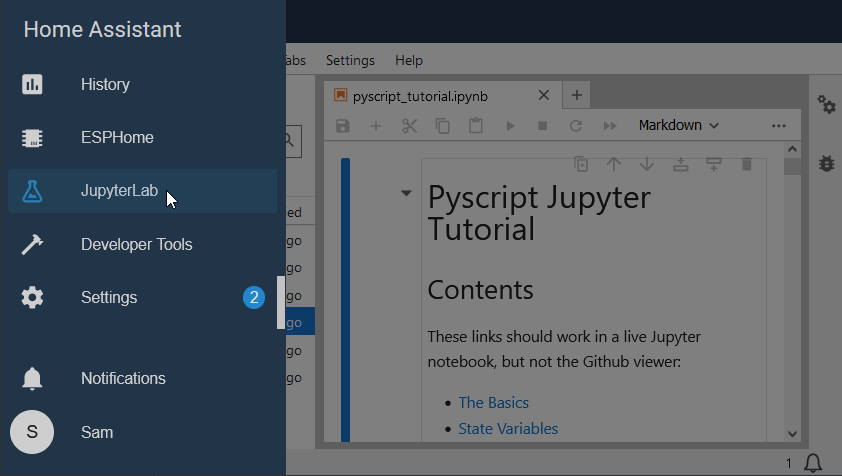 Home Assistant
History
ESPHome
JupyterLab
Developer Tools
Settings 2
Notifications
S Sam
abs Settings Help
pyscript_tutorial.ipynb
Markdown
ed
go
go
go
go
go
go
Pyscript Jupyter
Tutorial
Contents
These links should work in a live Jupyter
notebook, but not the Github viewer:
• The Basics
• State Variables
1